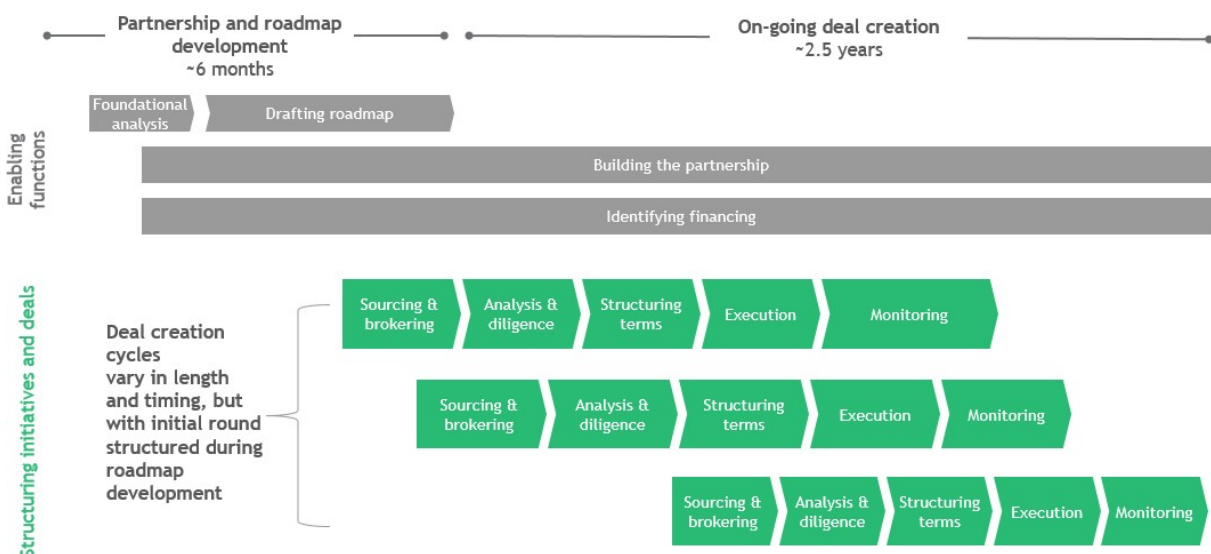 Partnership and roadmap
development
~6 months
On-going deal creation
~2.5 years
Enabling
functions
Foundational
analysis
Drafting roadmap
Building the partnership
Identifying financing
Structuring initiatives and deals
Deal creation
cycles
vary in length
and timing, but
with initial round
structured during
roadmap
development
Sourcing &
brokering
Analysis &
diligence
Structuring
terms
Execution
Monitoring
Sourcing &
brokering
Analysis &
diligence
Structuring
terms
Execution
Monitoring
Sourcing &
brokering
Analysis &
diligence
Structuring
terms
Execution
Monitoring